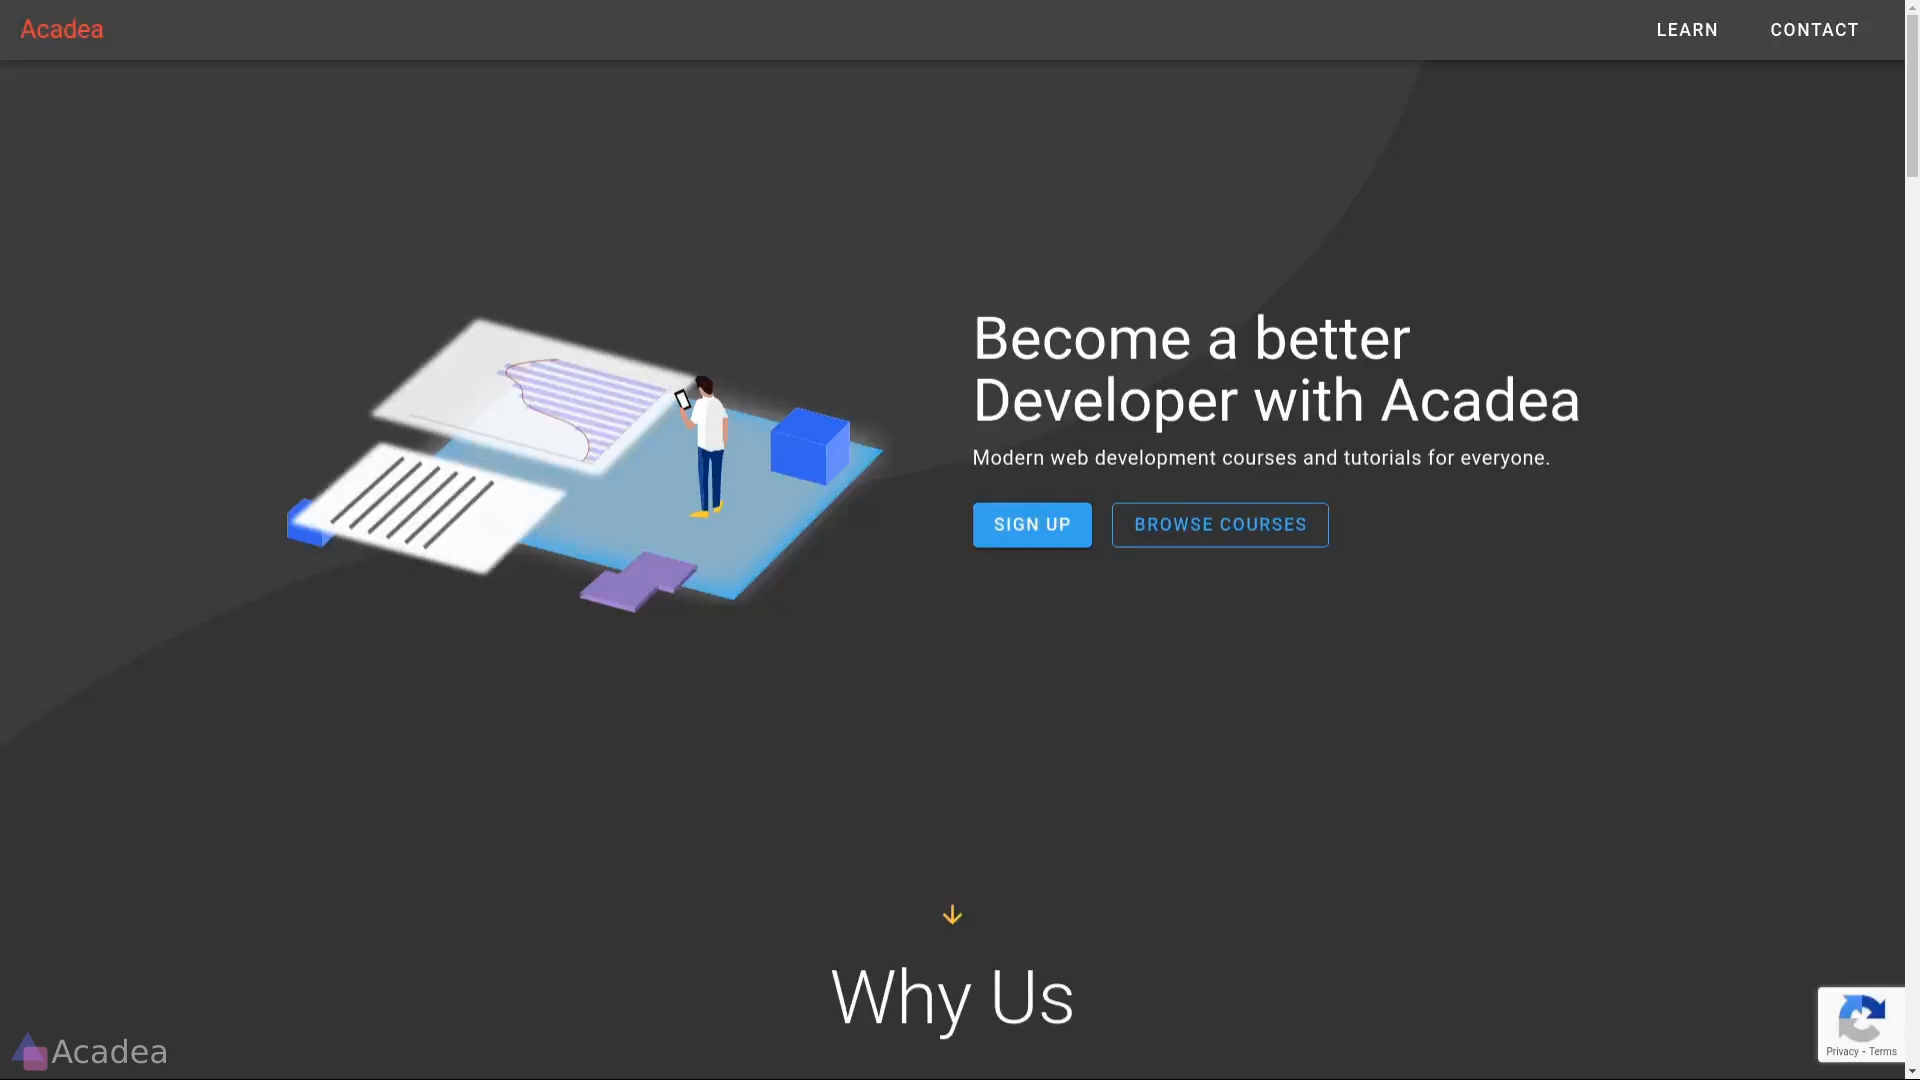 Acadea
LEARN
CONTACT
Become a better
Developer with Acadea
Modern web development courses and tutorials for everyone.
SIGN UP
BROWSE COURSES
Why Us
Acadea
Privacy - Terms